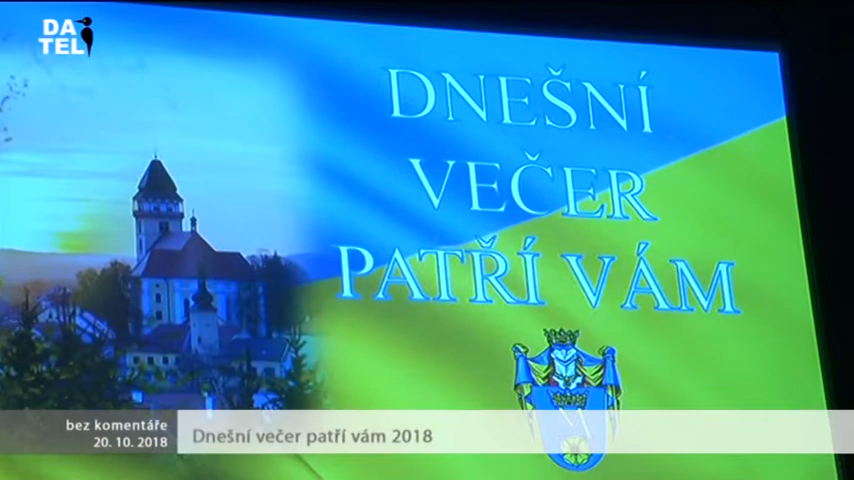 DA
TEL
DNEŠNÍ
VEČER
PATŘÍ VÁM
bez komentáře
20. 10. 2018
Dnešní večer patří vám 2018